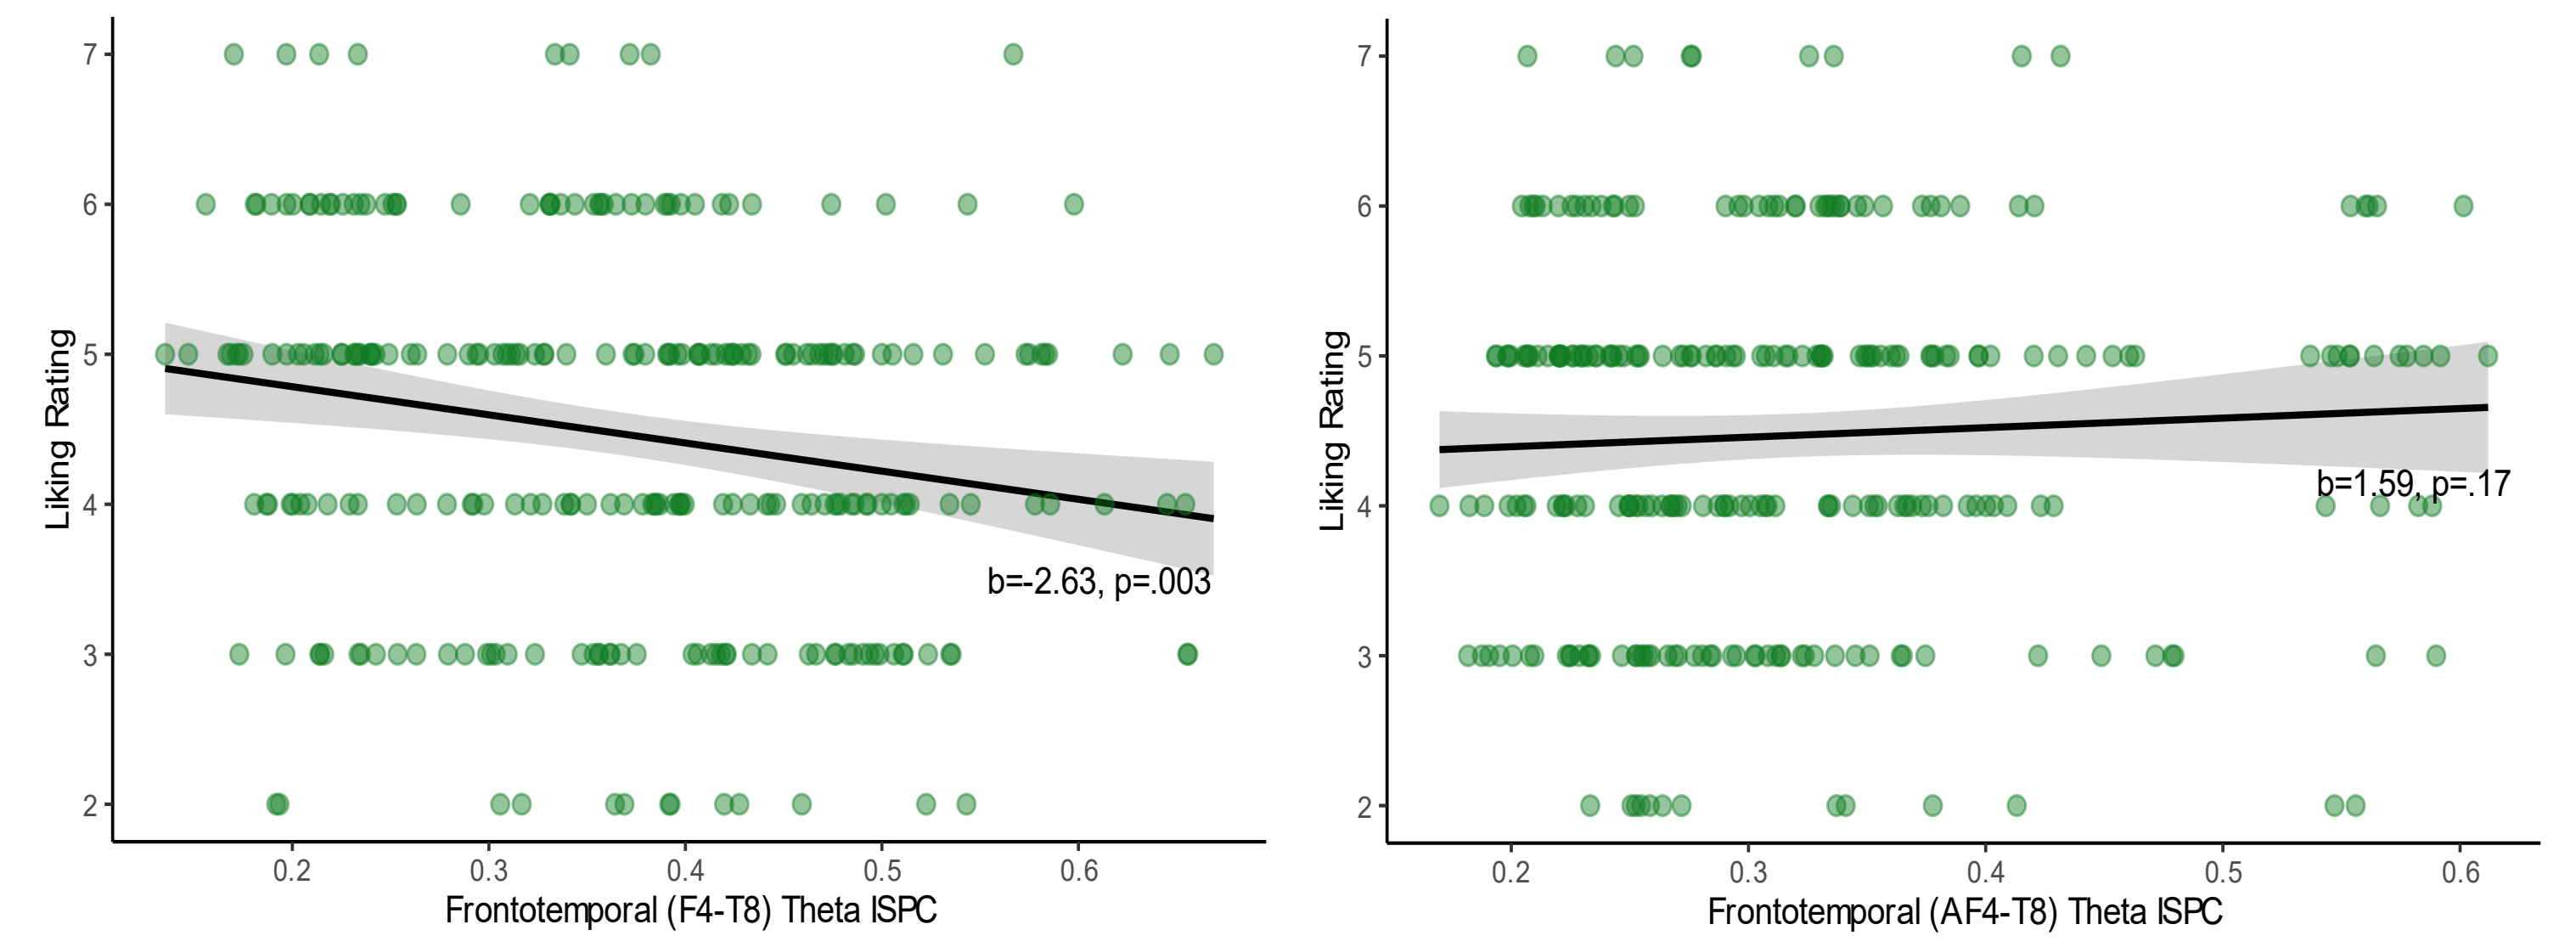 7
6
5
4
3
2
Liking Rating
b=-2.63, p=.003
0.2 0.3 0.4 0.5 0.6
Frontotemporal (F4-T8) Theta ISPC
7
6
5
4
3
2
Liking Rating
b=1.59, p=.17
0.2 0.3 0.4 0.5 0.6
Frontotemporal (AF4-T8) Theta ISPC